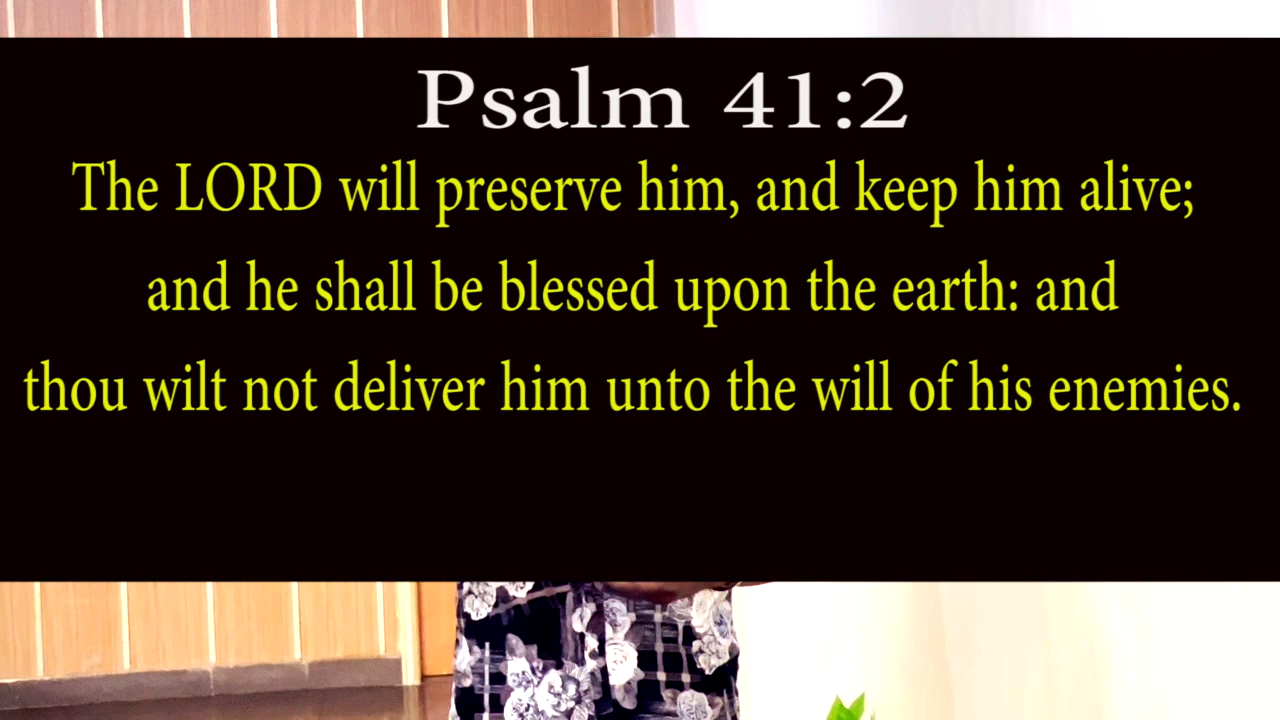 Psalm 41:2
The LORD will preserve him, and keep him alive;
and he shall be blessed upon the earth: and
thou wilt not deliver him unto the will of his enemies.